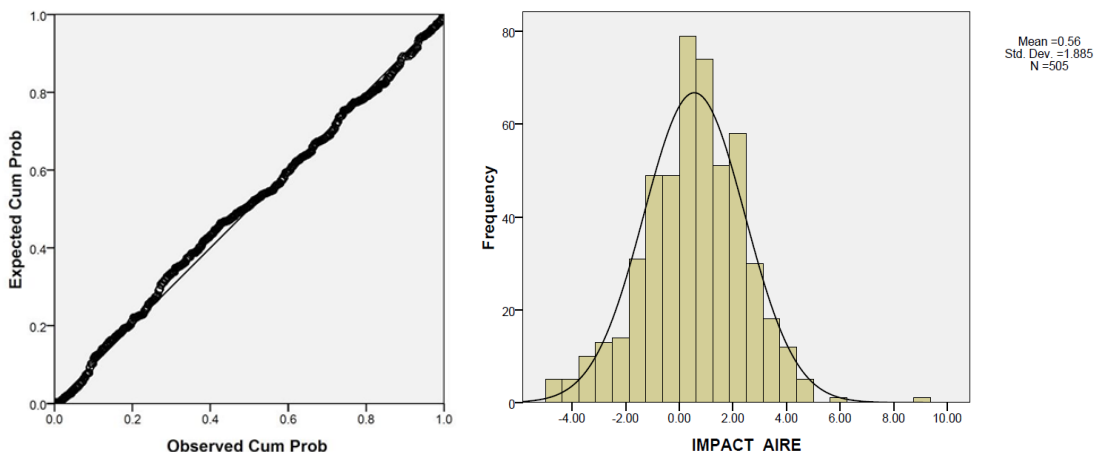 1.0
0.8
0.6
0.4
0.2
0.0
0.0 0.2 0.4 0.6 0.8 1.0
Expected Cum Prob
Observed Cum Prob
80
60
40
20
0
-4.00 -2.00 0.00 2.00 4.00 6.00 8.00 10.00
Frequency
IMPACT AIRE
Mean =0.56
Std. Dev. =1.885
N =505